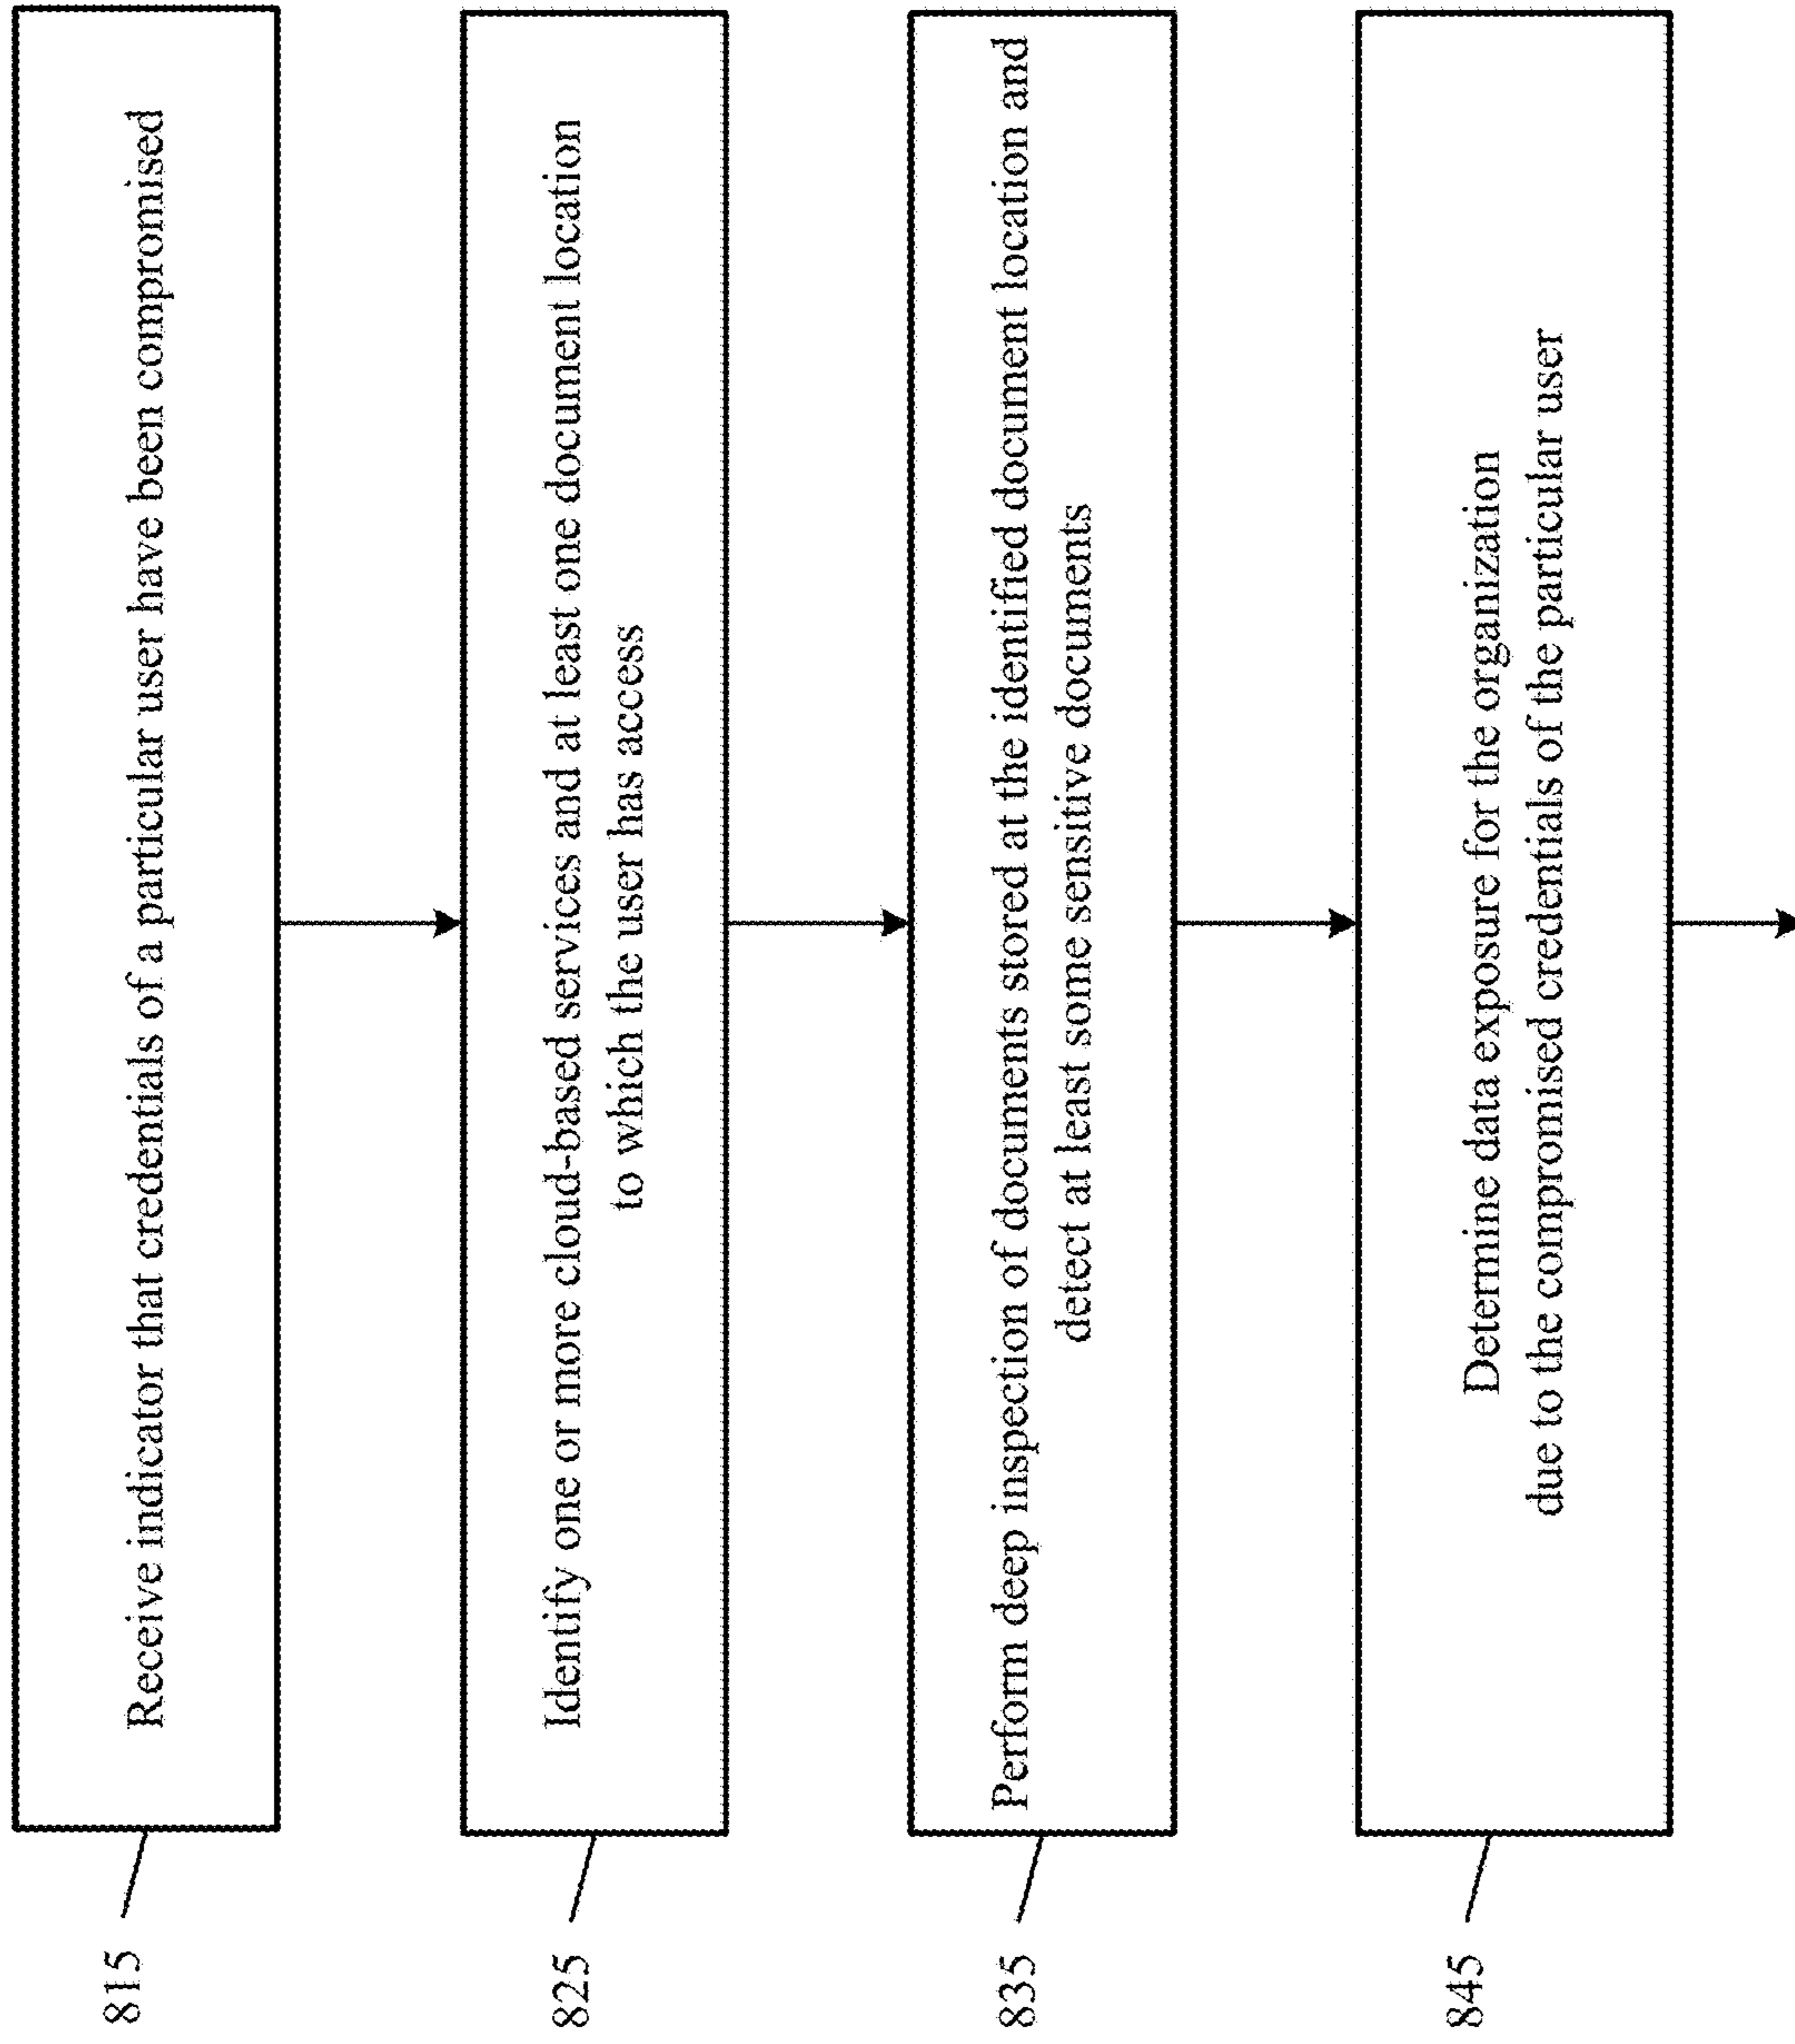 815
Receive indicator that credentials of a particular user have been compromised
825
Identify one or more cloud-based services and at least one document location
to which the user has access
835
Perform deep inspection of documents stored at the identified document location and
detect at least some sensitive documents
845
Determine data exposure for the organization
due to the compromised credentials of the particular user